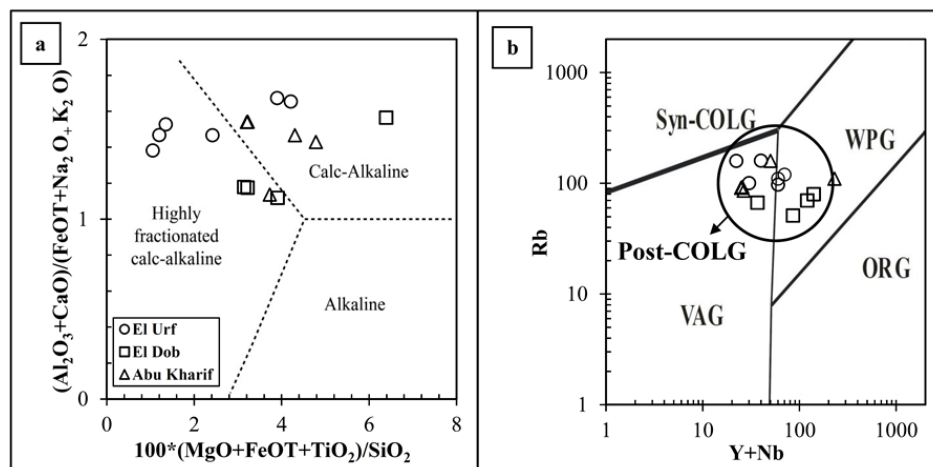 a
2
1
0
0
2
4
6
8
(Al₂O₃+CaO)/(FeOT+Na₂O+K₂O)
100*(MgO+FeOT+TiO₂)/SiO₂
Calc-Alkaline
Highly
fractionated
calc-alkaline
Alkaline
El Urf
El Dob
Abu Kharif
b
1000
100
10
1
1
10
100
1000
Rb
Y+Nb
Syn-COLG
WPG
Post-COLG
ORG
VAG